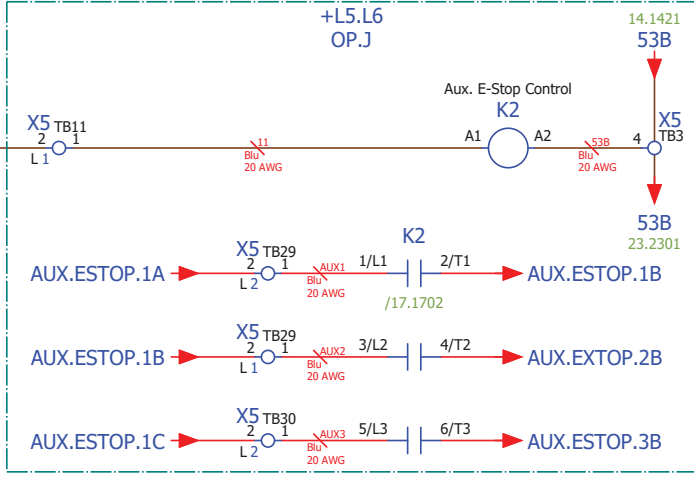 +L5.L6
OP.J
14.1421
53B
Aux. E-Stop Control
K2
X5 TB11
2 1
L 1
11
Blu
20 AWG
A1 A2
53B
Blu
20 AWG
4
X5
TB3
53B
23.2301
AUX.ESTOP.1A
X5 TB29
2 1
L 2
AUX1
Blu
20 AWG
1/L1
K2
2/T1
/17.1702
AUX.ESTOP.1B
AUX.ESTOP.1B
X5 TB29
2 1
L 1
AUX2
Blu
20 AWG
3/L2
4/T2
AUX.EXTOP.2B
AUX.ESTOP.1C
X5 TB30
2 1
L 2
AUX3
Blu
20 AWG
5/L3
6/T3
AUX.ESTOP.3B